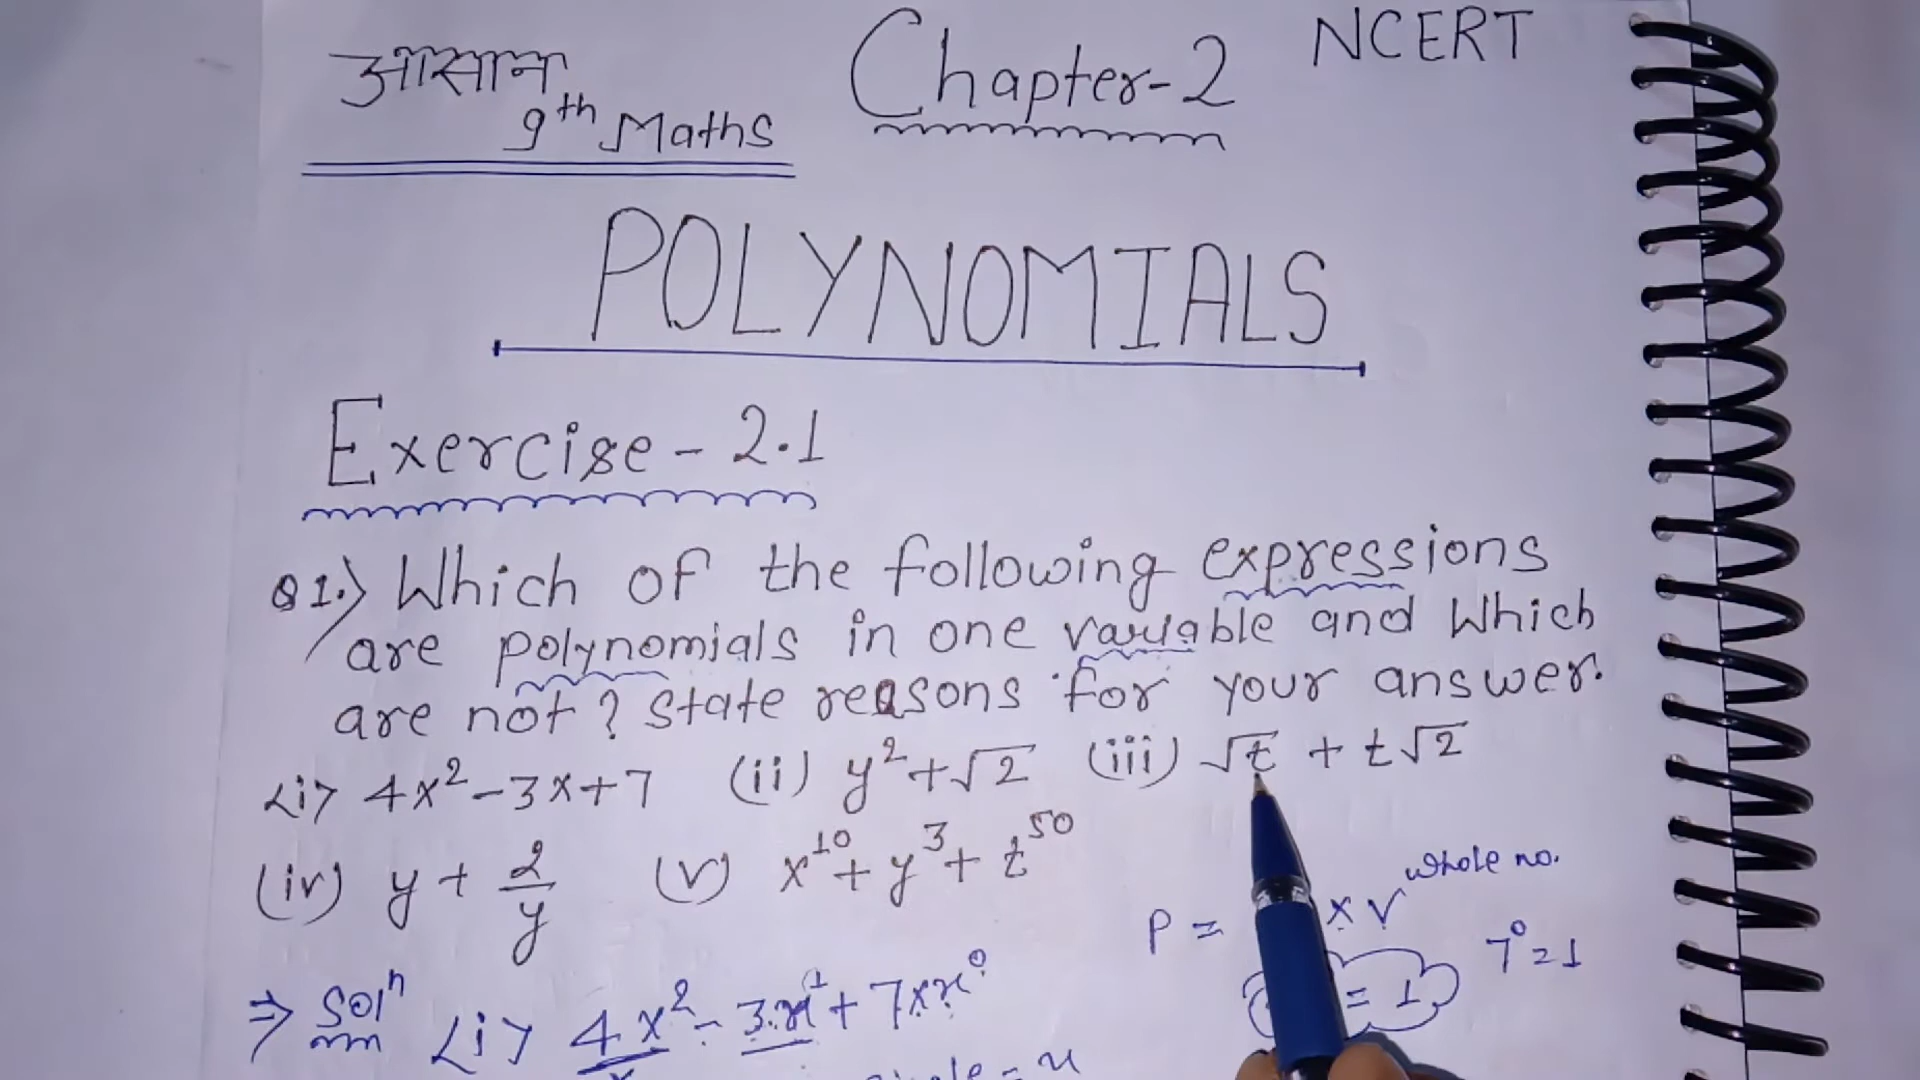 आसान
9th Maths
Chapter-2
NCERT
POLYNOMIALS
Exercise - 2.1
Q1.) Which of the following expressions
are polynomials in one variable and which
are not? State reasons for your answer.
(i) 4x² - 3x + 7 (ii) y² + √2 (iii) √t + t√2
(iv) y + 2/y (v) x¹⁰ + y³ + t⁵⁰
P = x v whole no.
= 1 7⁰ = 1
⇒ Solⁿ (i) 4x² - 3x¹ + 7×x⁰
= x